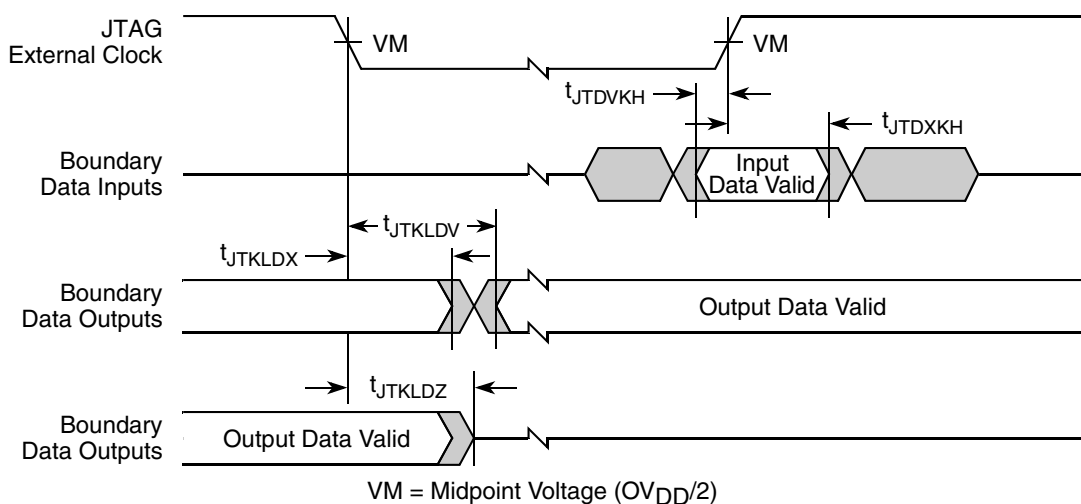 JTAG
External Clock
VM
VM
tJTDVKH
tJTDXKH
Boundary
Data Inputs
Input
Data Valid
tJTKLDV
tJTKLDX
Boundary
Data Outputs
Output Data Valid
tJTKLDZ
Boundary
Data Outputs
Output Data Valid
VM = Midpoint Voltage (OVDD/2)